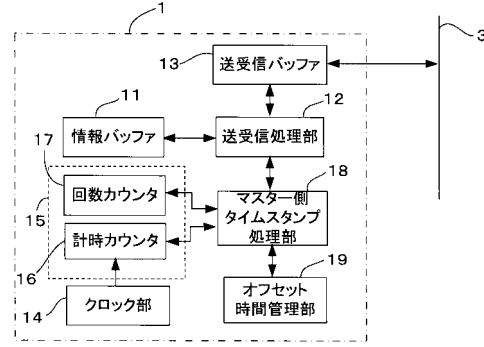 1
3
13
送受信バッファ
11
12
情報バッファ
送受信処理部
17
18
回数カウンタ
マスター側
タイムスタンプ
処理部
15
計時カウンタ
16
19
クロック部
オフセット
時間管理部
14